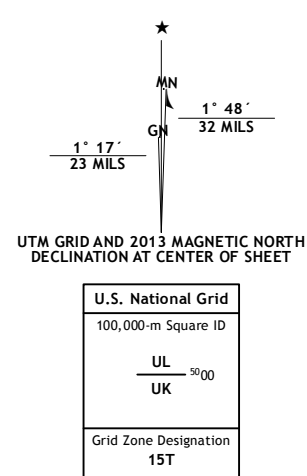 ★
MN
1° 48´
32 MILS
GN
1° 17´
23 MILS
UTM GRID AND 2013 MAGNETIC NORTH
DECLINATION AT CENTER OF SHEET
U.S. National Grid
100,000-m Square ID
UL
5000
UK
Grid Zone Designation
15T